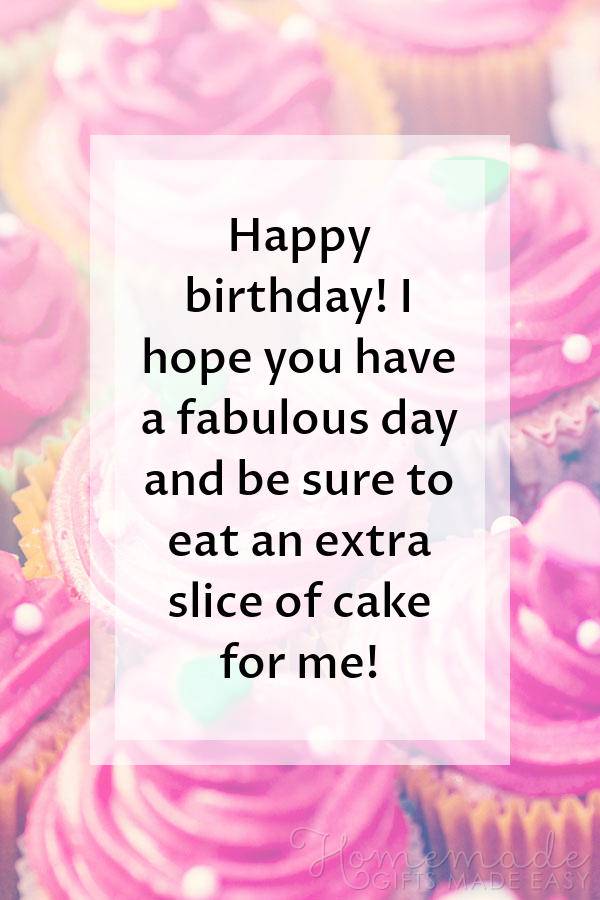 Happy
birthday! I
hope you have
a fabulous day
and be sure to
eat an extra
slice of cake
for me!
Homemade
GIFTS MADE EASY